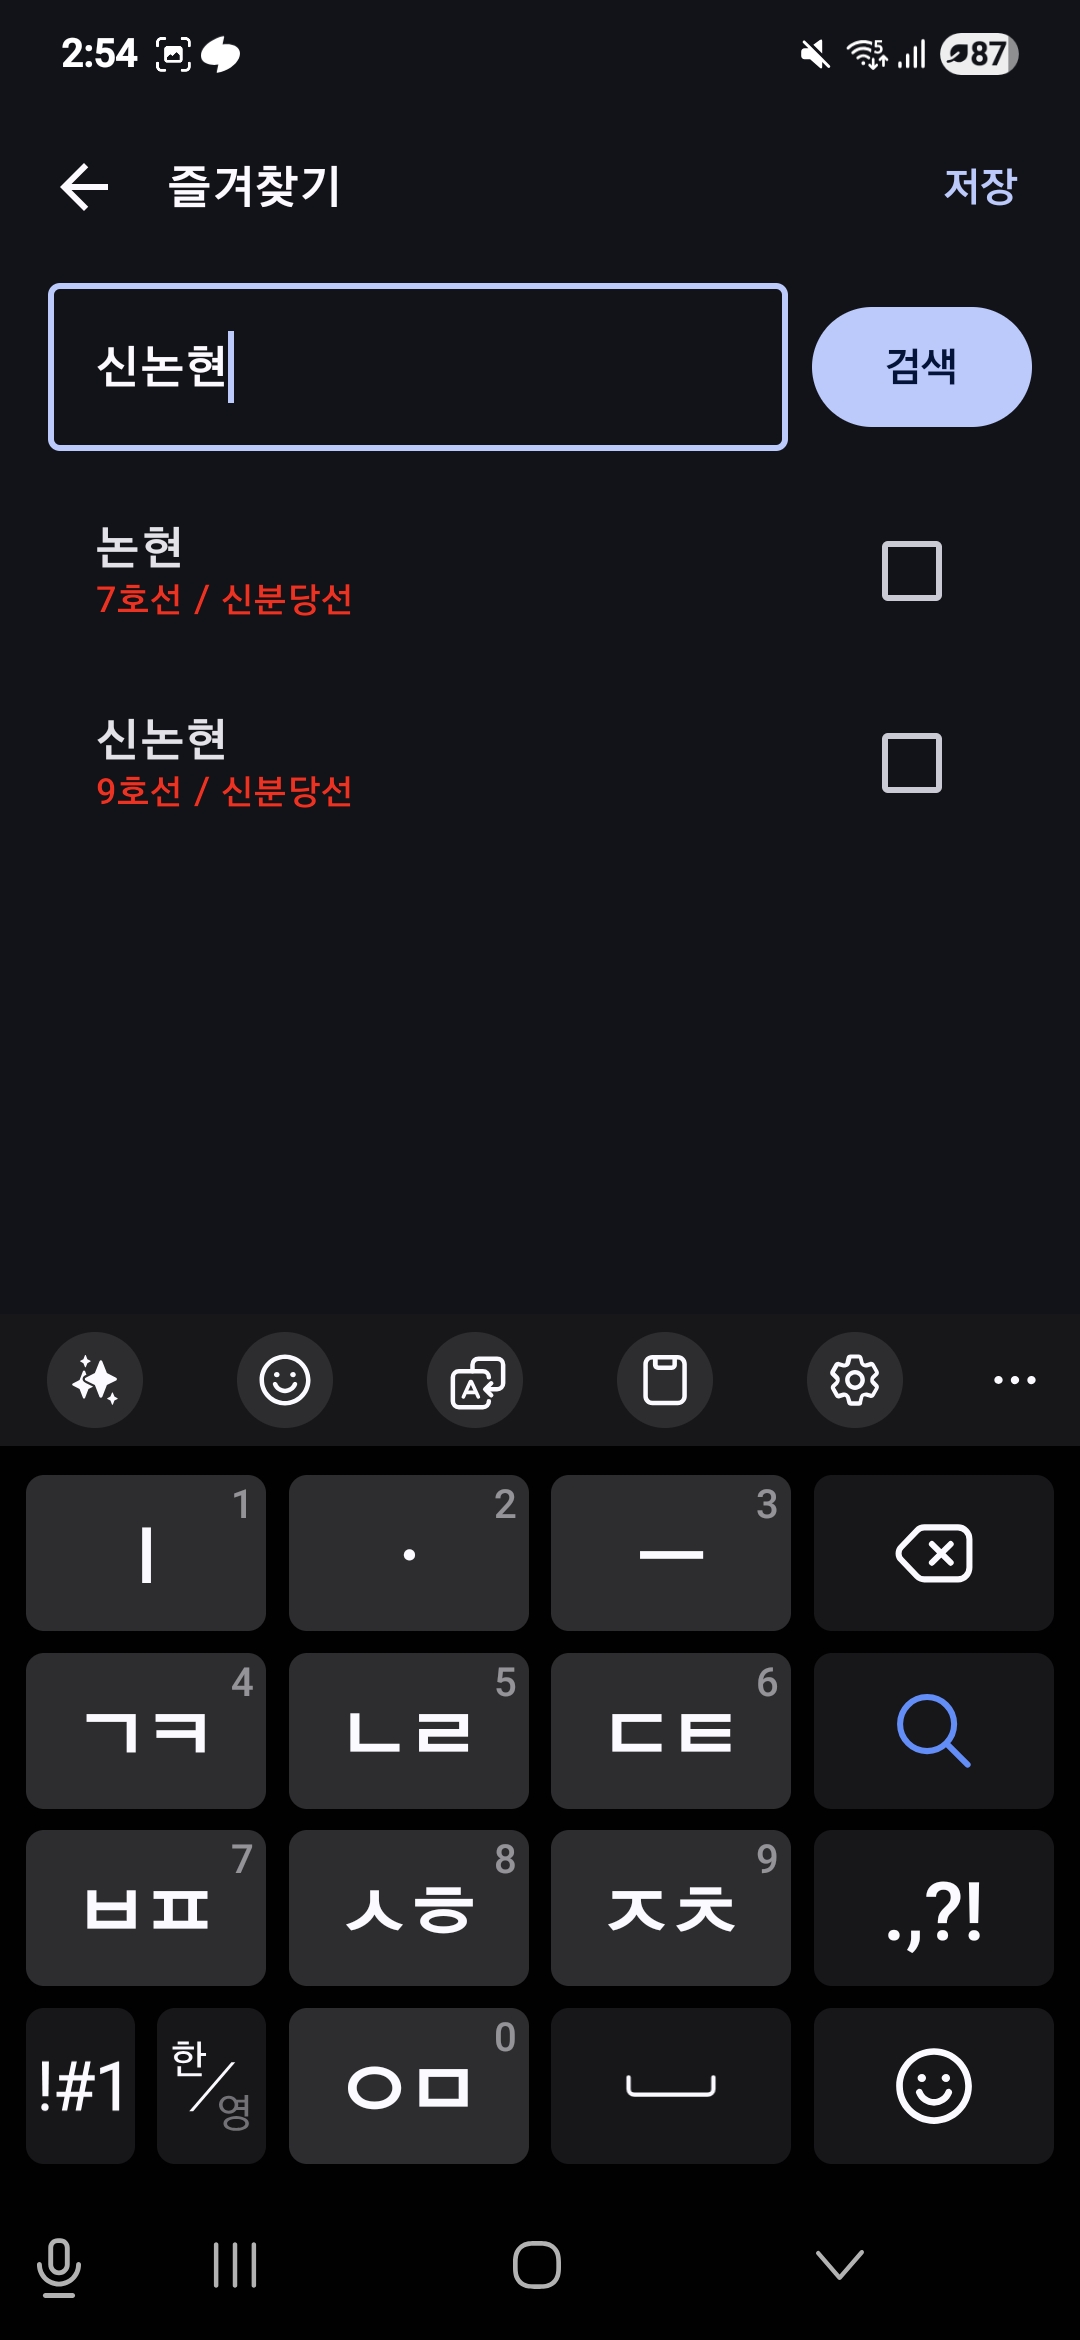 2:54
5
87
즐겨찾기
저장
신논현
검색
논현
7호선 / 신분당선
신논현
9호선 / 신분당선
A
1
ㅣ
2
·
3
ㅡ
4
ㄱㅋ
5
ㄴㄹ
6
ㄷㅌ
7
ㅂㅍ
8
ㅅㅎ
9
ㅈㅊ
.,?!
!#1
한/영
0
ㅇㅁ